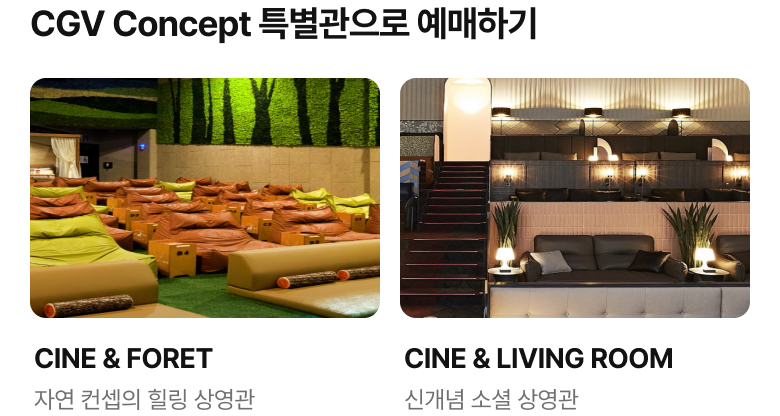 CGV Concept 특별관으로 예매하기
CINE & FORET
CINE & LIVING ROOM
자연 컨셉의 힐링 상영관
신개념 소셜 상영관